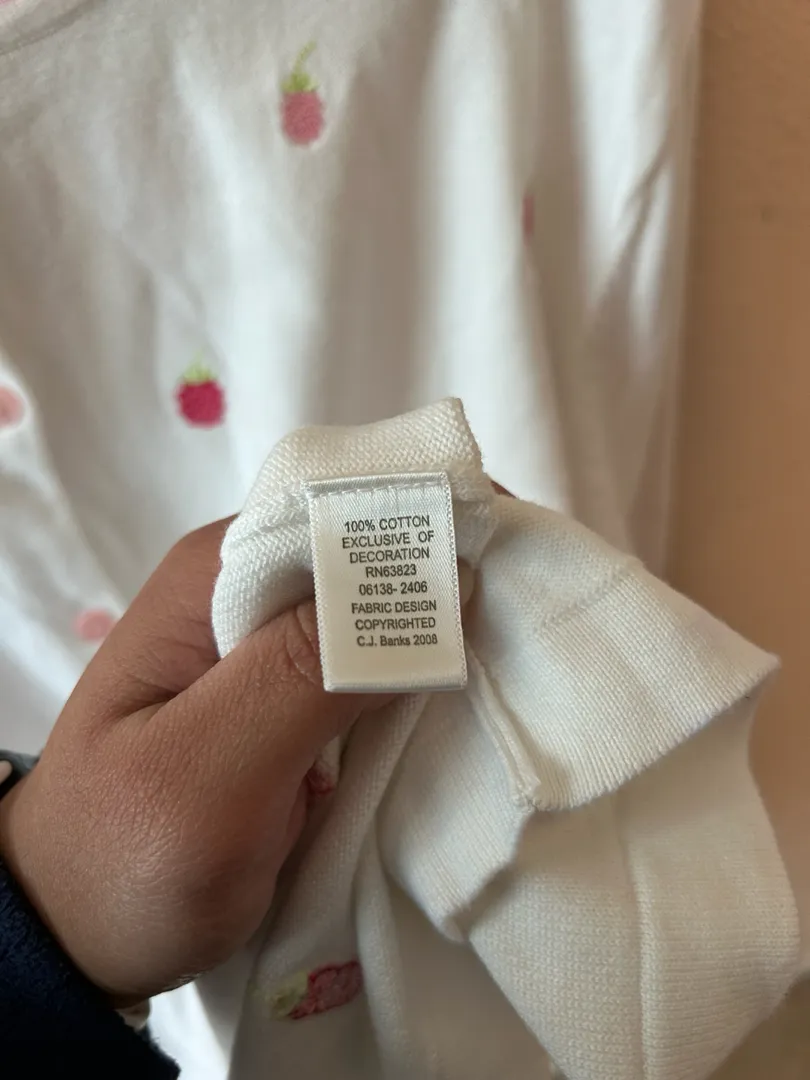 100% COTTON
EXCLUSIVE OF
DECORATION
RN63823
06138- 2406
FABRIC DESIGN
COPYRIGHTED
C.J. Banks 2008